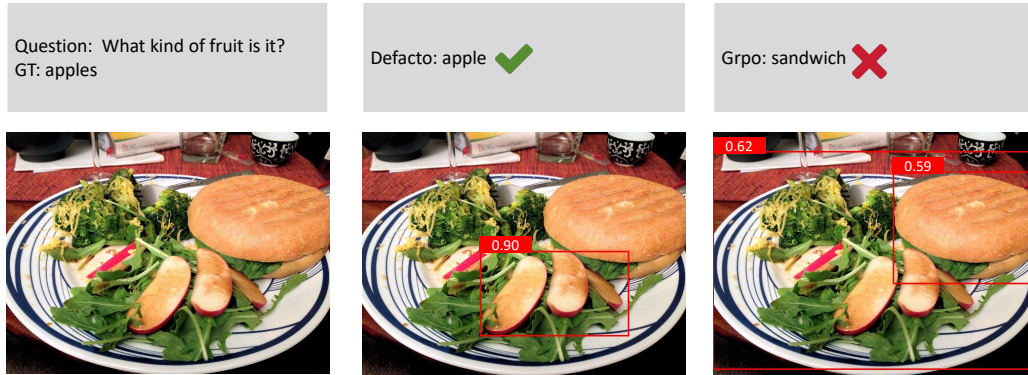 Question: What kind of fruit is it?
GT: apples
Defacto: apple
Grpo: sandwich
0.90
0.62
0.59